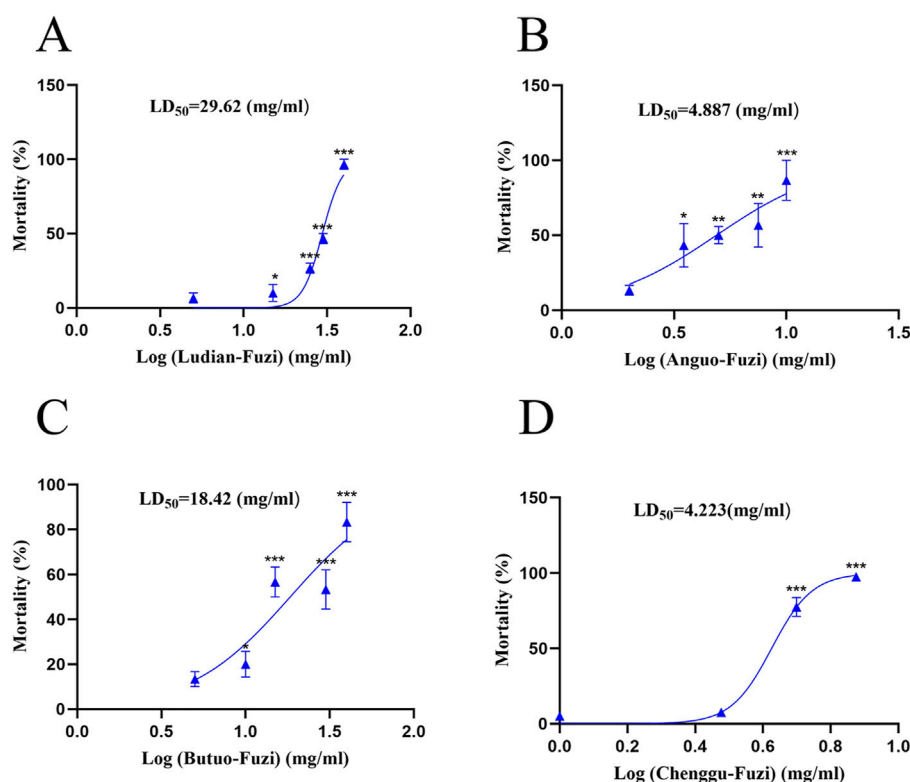 A
150
LD50=29.62 (mg/ml)
Mortality (%)
100
50
0
***
***
***
*
0.0 0.5 1.0 1.5 2.0
Log (Ludian-Fuzi) (mg/ml)
B
150
LD50=4.887 (mg/ml)
Mortality (%)
100
50
0
*
**
**
***
0.0 0.5 1.0 1.5
Log (Anguo-Fuzi) (mg/ml)
C
100
LD50=18.42 (mg/ml)
Mortality (%)
80
60
40
20
0
***
***
***
*
0.0 0.5 1.0 1.5 2.0
Log (Butuo-Fuzi) (mg/ml)
D
150
LD50=4.223(mg/ml)
Mortality (%)
100
50
0
***
***
0.0 0.2 0.4 0.6 0.8 1.0
Log (Chenggu-Fuzi) (mg/ml)